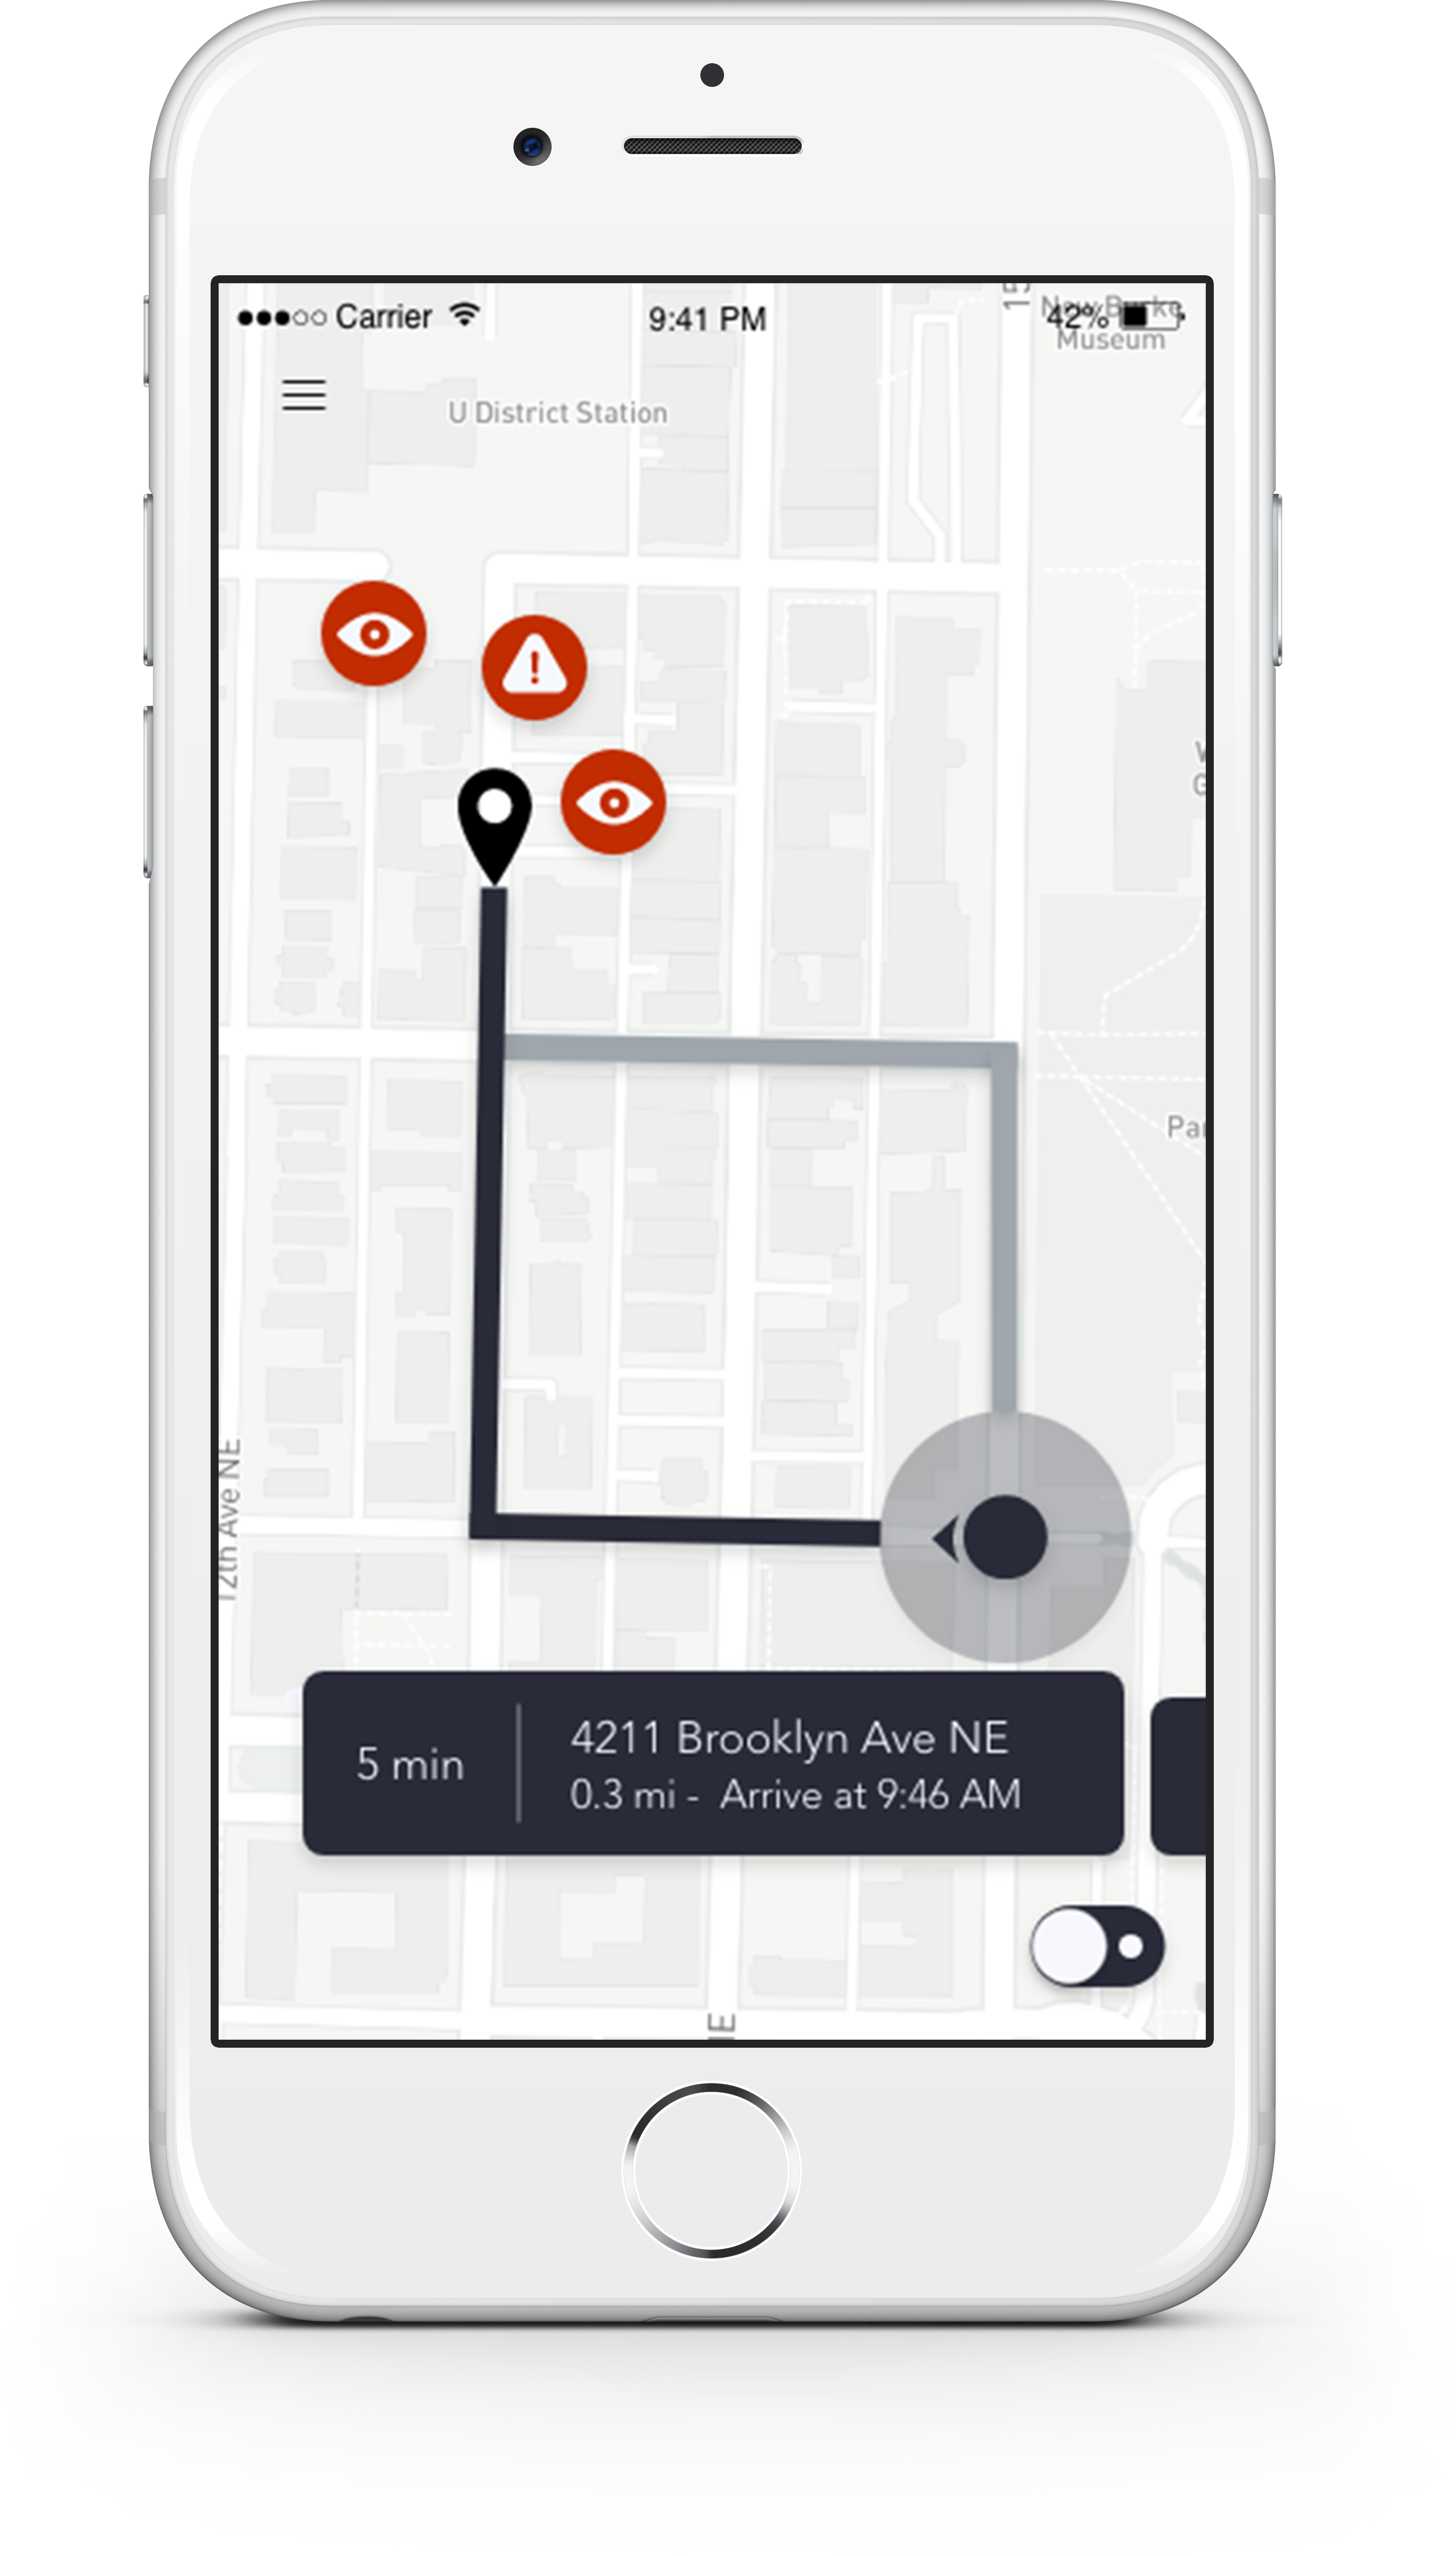 Carrier
9:41 PM
42%
New Burke
Museum
U District Station
12th Ave NE
5 min
4211 Brooklyn Ave NE
0.3 mi - Arrive at 9:46 AM